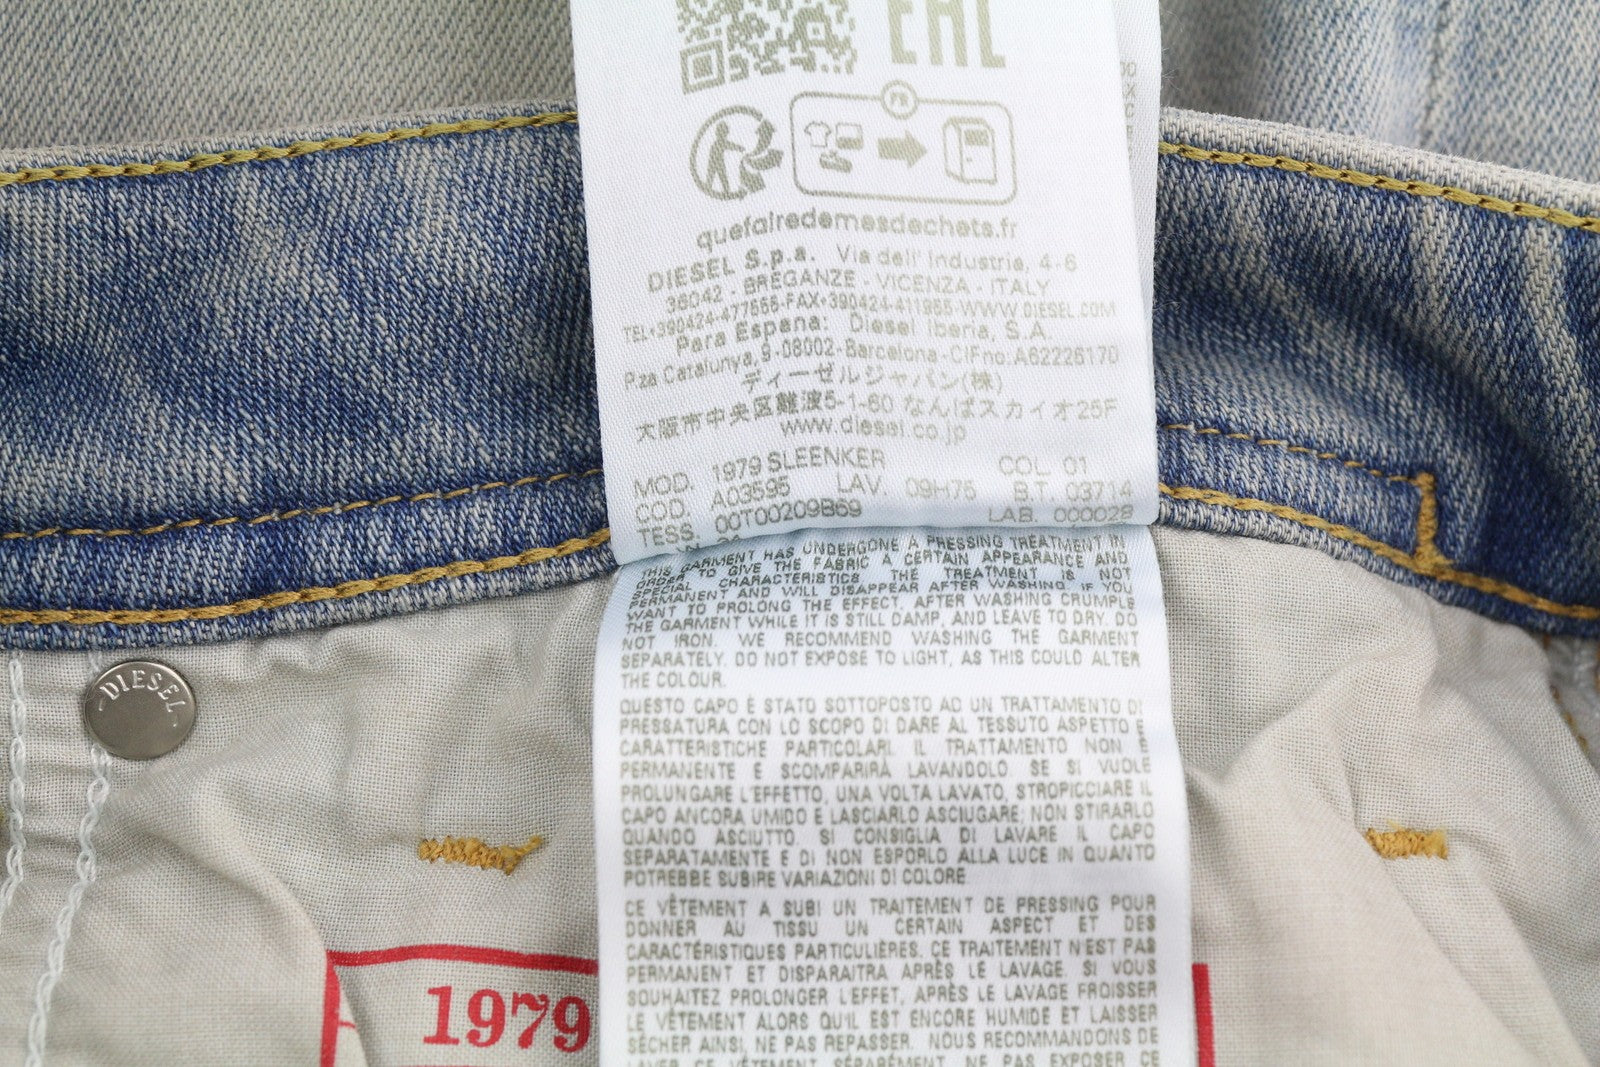 EAC
FR
quefairedemesdechets.fr
DIESEL S.p.a. Via dell' Industria, 4-6
36042 - BREGANZE - VICENZA - ITALY
TEL+390424-477555-FAX+390424-411955-WWW.DIESEL.COM
Para Espana: Diesel Iberia, S.A.
P.za Catalunya, 9-08002-Barcelona-CIFno:A62226170
ディーゼルジャパン(株)
大阪市中央区難波5-1-60 なんばスカイオ25F
www.diesel.co.jp
MOD. 1979 SLEENKER COL. 01
COD. A03595 LAV. 09H76 B.T. 03714
TESS. 00T00209B69 LAB. 000028
THIS GARMENT HAS UNDERGONE A PRESSING TREATMENT IN
ORDER TO GIVE THE FABRIC A CERTAIN APPEARANCE AND
SPECIAL CHARACTERISTICS THE TREATMENT IS NOT
PERMANENT AND WILL DISAPPEAR AFTER WASHING. IF YOU
WANT TO PROLONG THE EFFECT, AFTER WASHING CRUMPLE
THE GARMENT WHILE IT IS STILL DAMP, AND LEAVE TO DRY. DO
NOT IRON. WE RECOMMEND WASHING THE GARMENT
SEPARATELY. DO NOT EXPOSE TO LIGHT, AS THIS COULD ALTER
THE COLOUR.
QUESTO CAPO È STATO SOTTOPOSTO AD UN TRATTAMENTO DI
PRESSATURA CON LO SCOPO DI DARE AL TESSUTO ASPETTO E
CARATTERISTICHE PARTICOLARI. IL TRATTAMENTO NON È
PERMANENTE E SCOMPARIRÀ LAVANDOLO. SE SI VUOLE
PROLUNGARE L'EFFETTO, UNA VOLTA LAVATO, STROPICCIARE IL
CAPO ANCORA UMIDO E LASCIARLO ASCIUGARE; NON STIRARLO
QUANDO ASCIUTTO. SI CONSIGLIA DI LAVARE IL CAPO
SEPARATAMENTE E DI NON ESPORLO ALLA LUCE IN QUANTO
POTREBBE SUBIRE VARIAZIONI DI COLORE
CE VÊTEMENT A SUBI UN TRAITEMENT DE PRESSING POUR
DONNER AU TISSU UN CERTAIN ASPECT ET DES
CARACTÉRISTIQUES PARTICULIÈRES. CE TRAITEMENT N'EST PAS
PERMANENT ET DISPARAITRA APRÈS LE LAVAGE. SI VOUS
SOUHAITEZ PROLONGER L'EFFET, APRÈS LE LAVAGE FROISSER
LE VÊTEMENT ALORS QU'IL EST ENCORE HUMIDE ET LAISSER
SÉCHER AINSI, NE PAS REPASSER. NOUS RECOMMANDONS DE
LAVER CE VÊTEMENT SÉPARÉMENT, NE PAS EXPOSER CE
DIESEL
1979